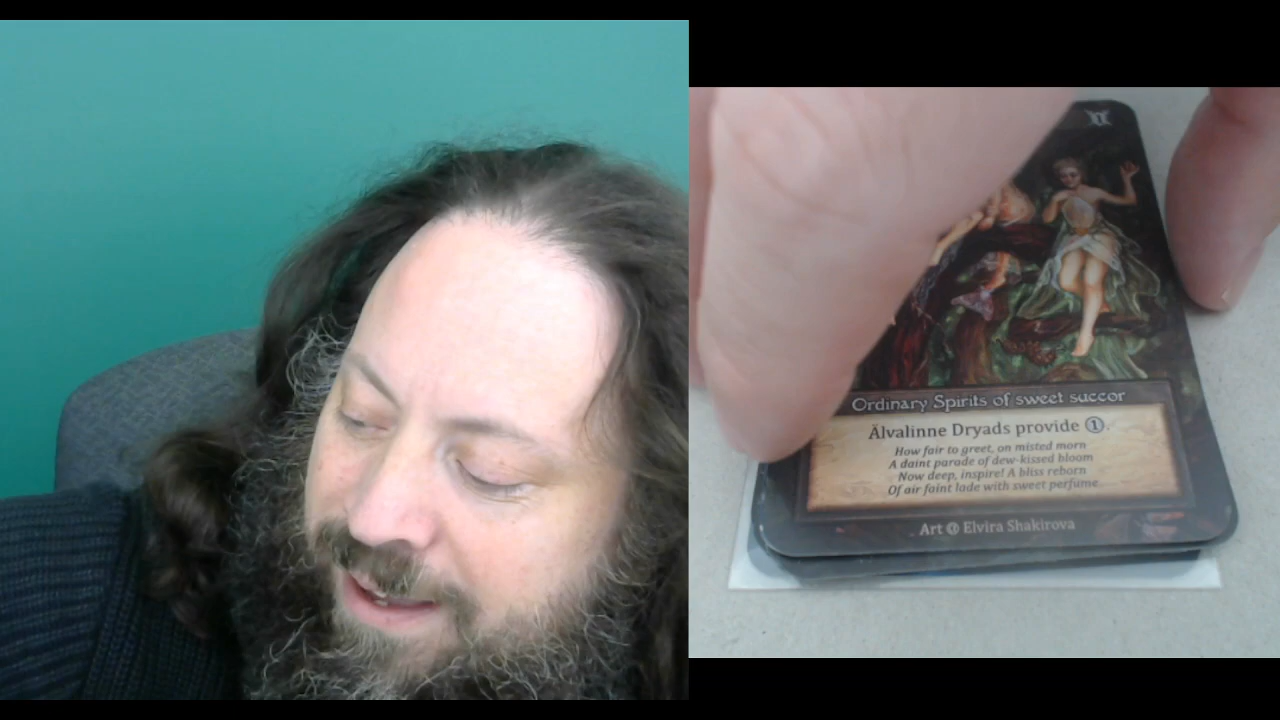 Ordinary Spirits of sweet succor
Älvalinne Dryads provide ①.
How fair to greet, on misted morn
A daint parade of dew-kissed bloom
Now deep, inspire! A bliss reborn
Of air faint lade with sweet perfume
Art @ Elvira Shakirova